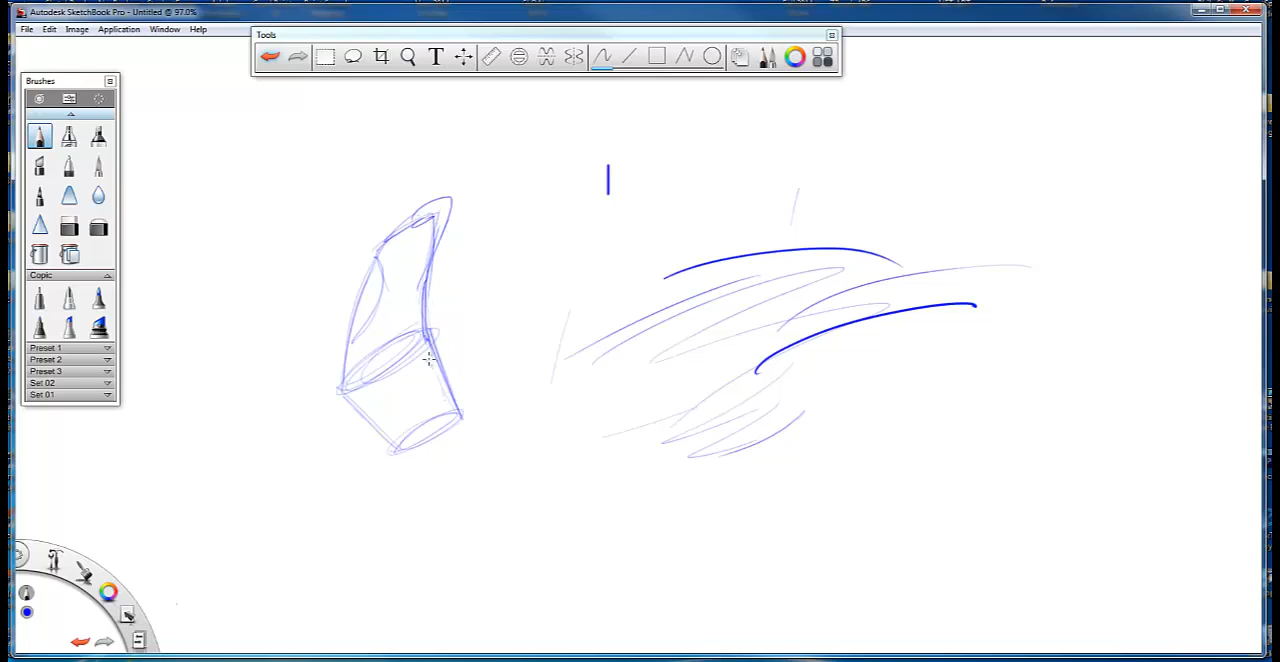 Autodesk SketchBook Pro - Untitled @ 97.0%
File Edit Image Application Window Help
Tools
T
Brushes
Copic
Preset 1
Preset 2
Preset 3
Set 02
Set 01